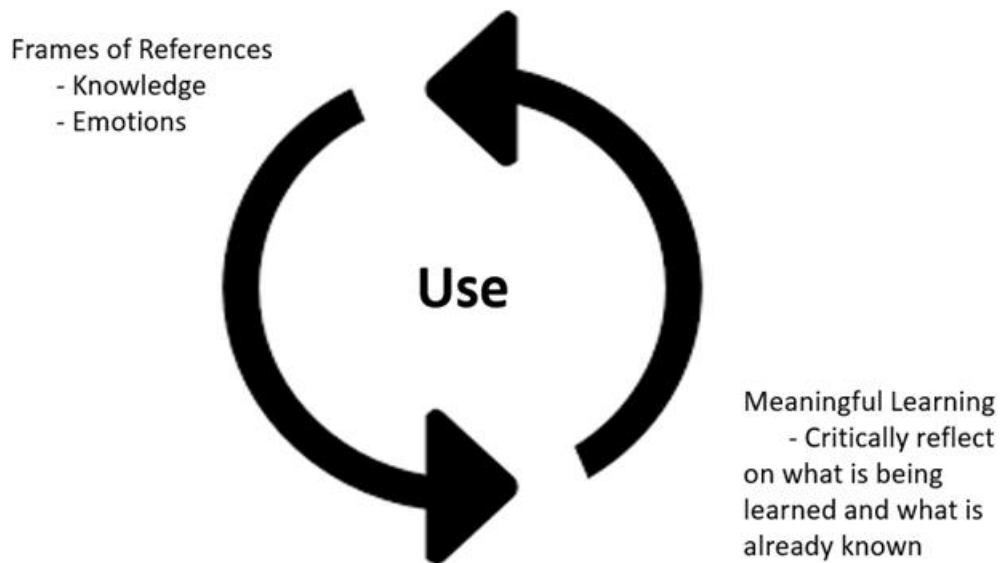 Frames of References
- Knowledge
- Emotions
Use
Meaningful Learning
- Critically reflect
on what is being
learned and what is
already known